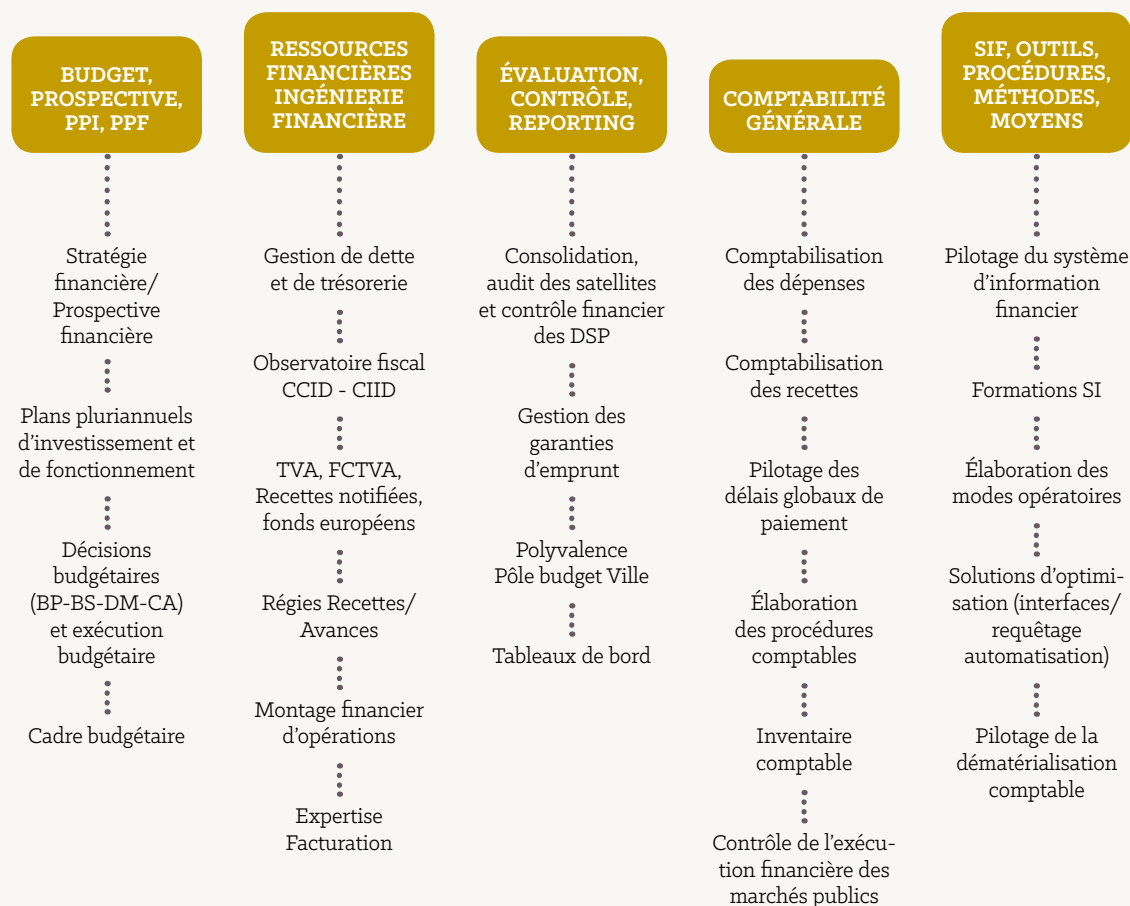 BUDGET,
PROSPECTIVE,
PPI, PPF
Stratégie
financière/
Prospective
financière
Plans pluriannuels
d'investissement et
de fonctionnement
Décisions
budgétaires
(BP-BS-DM-CA)
et exécution
budgétaire
Cadre budgétaire
RESSOURCES
FINANCIÈRES
INGÉNIERIE
FINANCIÈRE
Gestion de dette
et de trésorerie
Observatoire fiscal
CCID - CIID
TVA, FCTVA,
Recettes notifiées,
fonds européens
Régies Recettes/
Avances
Montage financier
d'opérations
Expertise
Facturation
ÉVALUATION,
CONTRÔLE,
REPORTING
Consolidation,
audit des satellites
et contrôle financier
des DSP
Gestion des
garanties
d'emprunt
Polyvalence
Pôle budget Ville
Tableaux de bord
COMPTABILITÉ
GÉNÉRALE
Comptabilisation
des dépenses
Comptabilisation
des recettes
Pilotage des
délais globaux de
paiement
Élaboration
des procédures
comptables
Inventaire
comptable
Contrôle de l'exécu-
tion financière des
marchés publics
SIF, OUTILS,
PROCÉDURES,
MÉTHODES,
MOYENS
Pilotage du système
d'information
financier
Formations SI
Élaboration des
modes opératoires
Solutions d'optimi-
sation (interfaces/
requêtage
automatisation)
Pilotage de la
dématérialisation
comptable